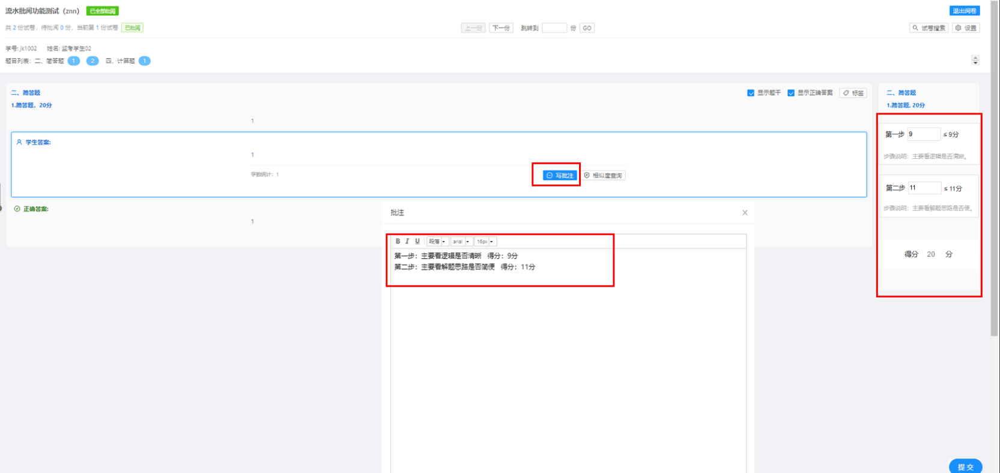 流水批阅功能测试（znn） 已全部批阅 退出阅卷
共 2 份试卷，待批阅 0 份，当前第 1 份试卷 已批阅 上一份 下一份 跳转到 份 GO 试卷搜索 设置
学号: jk1002 姓名: 监考学生02
题目列表：二、简答题 1 2 四、计算题 1
二、简答题 显示题干 显示正确答案 标签
1.简答题，20分
1
学生答案:
1
字数统计：1 写批注 相似度查询
正确答案:
1
批注 X
B I U 段落 arial 16px
第一步：主要看逻辑是否清晰 得分：9分
第二步：主要看解题思路是否简便 得分：11分
二、简答题
1.简答题, 20分
第一步 9 ≤ 9分
步骤说明：主要看逻辑是否清晰。
第二步 11 ≤ 11分
步骤说明：主要看解题思路是否便。
得分 20 分
提 交